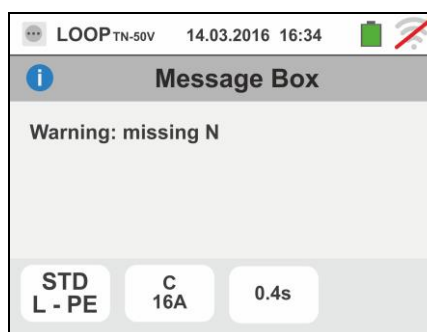 LOOP TN-50V 14.03.2016 16:34
Message Box
Warning: missing N
STD C 0.4s
L - PE 16A